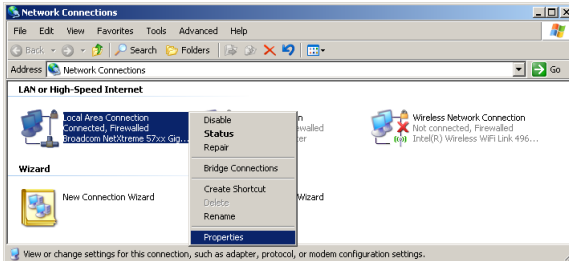 Network Connections
File Edit View Favorites Tools Advanced Help
Back Search Folders
Address Network Connections Go
LAN or High-Speed Internet
Local Area Connection
Connected, Firewalled
Broadcom NetXtreme 57xx Gig...
Disable
Status
Repair
Bridge Connections
Create Shortcut
Delete
Rename
Properties
Wireless Network Connection
Not connected, Firewalled
Intel(R) Wireless WiFi Link 496...
Wizard
New Connection Wizard
Wizard
View or change settings for this connection, such as adapter, protocol, or modem configuration settings.